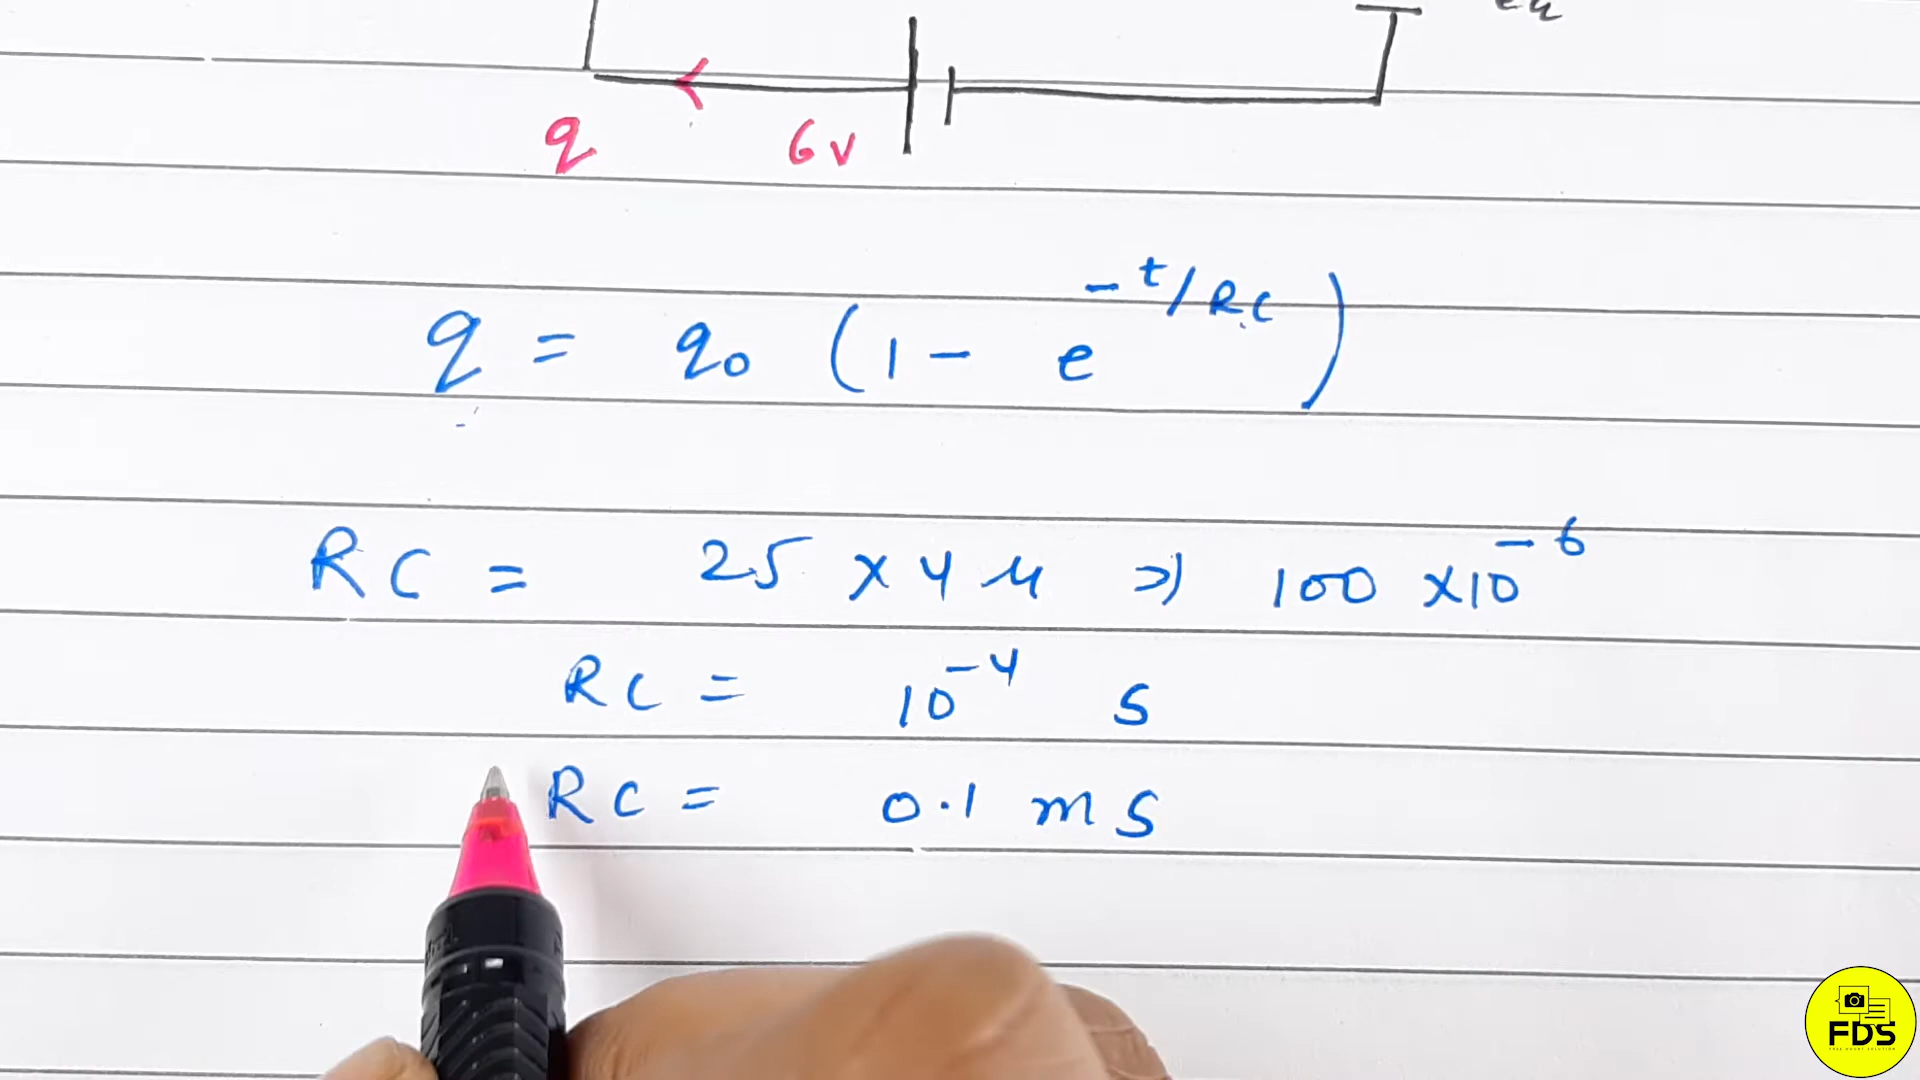 q 6v
q = q₀ (1 - e^(-t/RC))
RC = 25 × 4 μ ⇒ 100 ×10⁻⁶
RC = 10⁻⁴ s
RC = 0.1 ms
FDS